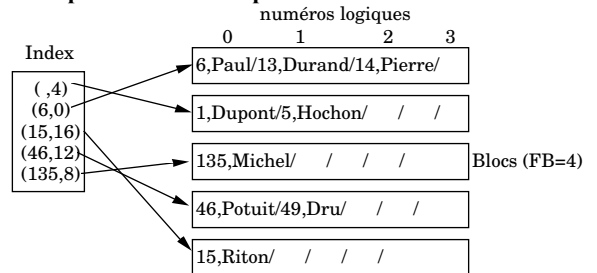 numéros logiques
0 1 2 3
Index
6,Paul/13,Durand/14,Pierre/
( ,4)
(6,0)
1,Dupont/5,Hochon/ / /
(15,16)
(46,12)
135,Michel/ / / /
Blocs (FB=4)
(135,8)
46,Potuit/49,Dru/ / /
15,Riton/ / / /